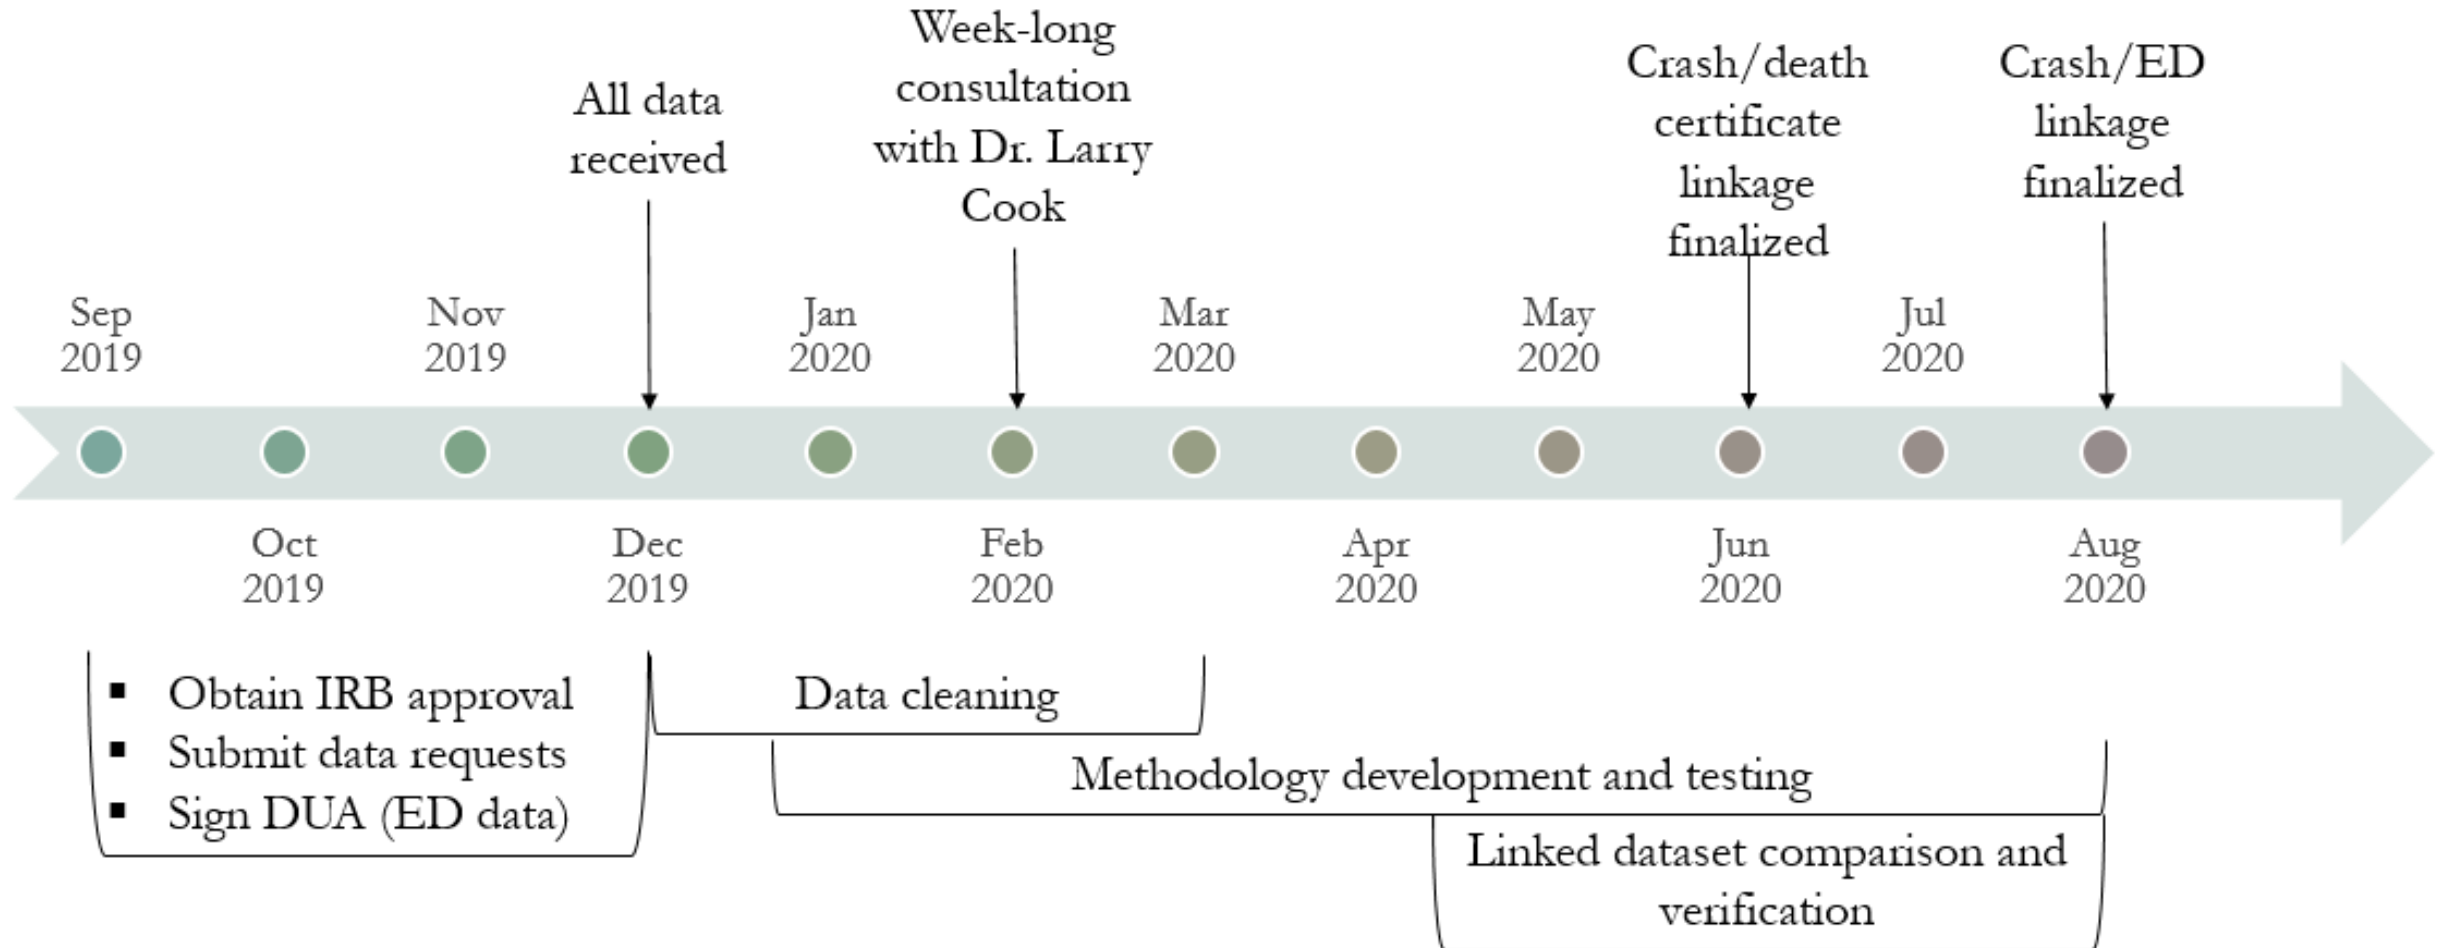 Week-long
consultation
with Dr. Larry
Cook
All data
received
Crash/death
certificate
linkage
finalized
Crash/ED
linkage
finalized
Sep
2019
Nov
2019
Jan
2020
Mar
2020
May
2020
Jul
2020
Oct
2019
Dec
2019
Feb
2020
Apr
2020
Jun
2020
Aug
2020
▪ Obtain IRB approval
▪ Submit data requests
▪ Sign DUA (ED data)
Data cleaning
Methodology development and testing
Linked dataset comparison and
verification